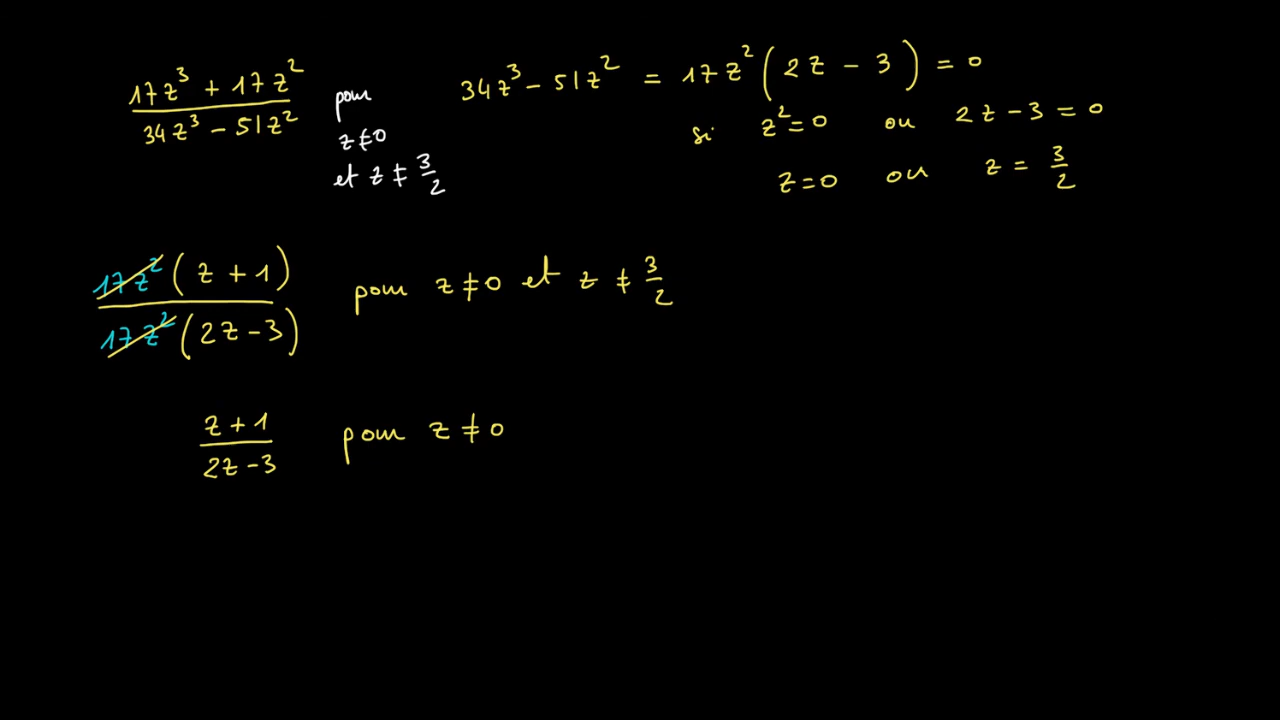 17z³ + 17z² / 34z³ - 51z² pour z≠0 et z ≠ 3/2
34z³ - 51z² = 17z² (2z - 3) = 0
si z² = 0 ou 2z - 3 = 0
z = 0 ou z = 3/2
17z² (z + 1) / 17z² (2z - 3) pour z ≠ 0 et z ≠ 3/2
z + 1 / 2z - 3 pour z ≠ 0